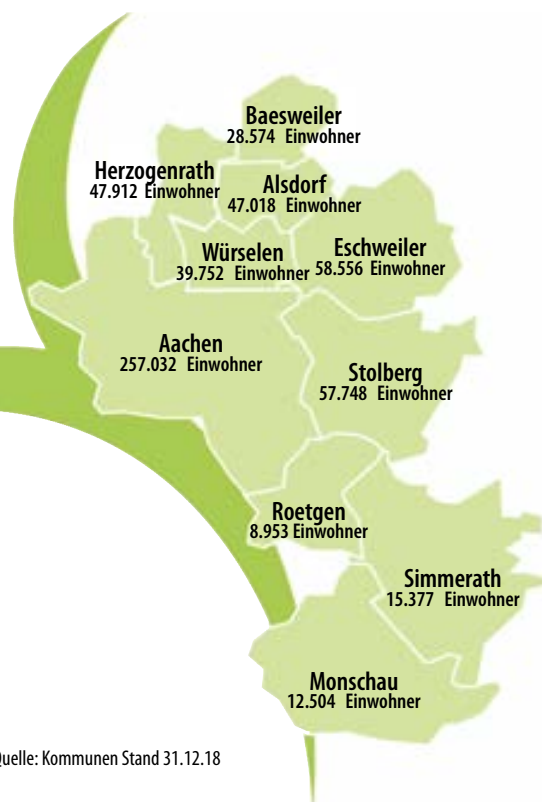 Baesweiler
28.574 Einwohner
Herzogenrath
47.912 Einwohner
Alsdorf
47.018 Einwohner
Würselen
39.752 Einwohner
Eschweiler
58.556 Einwohner
Aachen
257.032 Einwohner
Stolberg
57.748 Einwohner
Roetgen
8.953 Einwohner
Simmerath
15.377 Einwohner
Monschau
12.504 Einwohner
uelle: Kommunen Stand 31.12.18